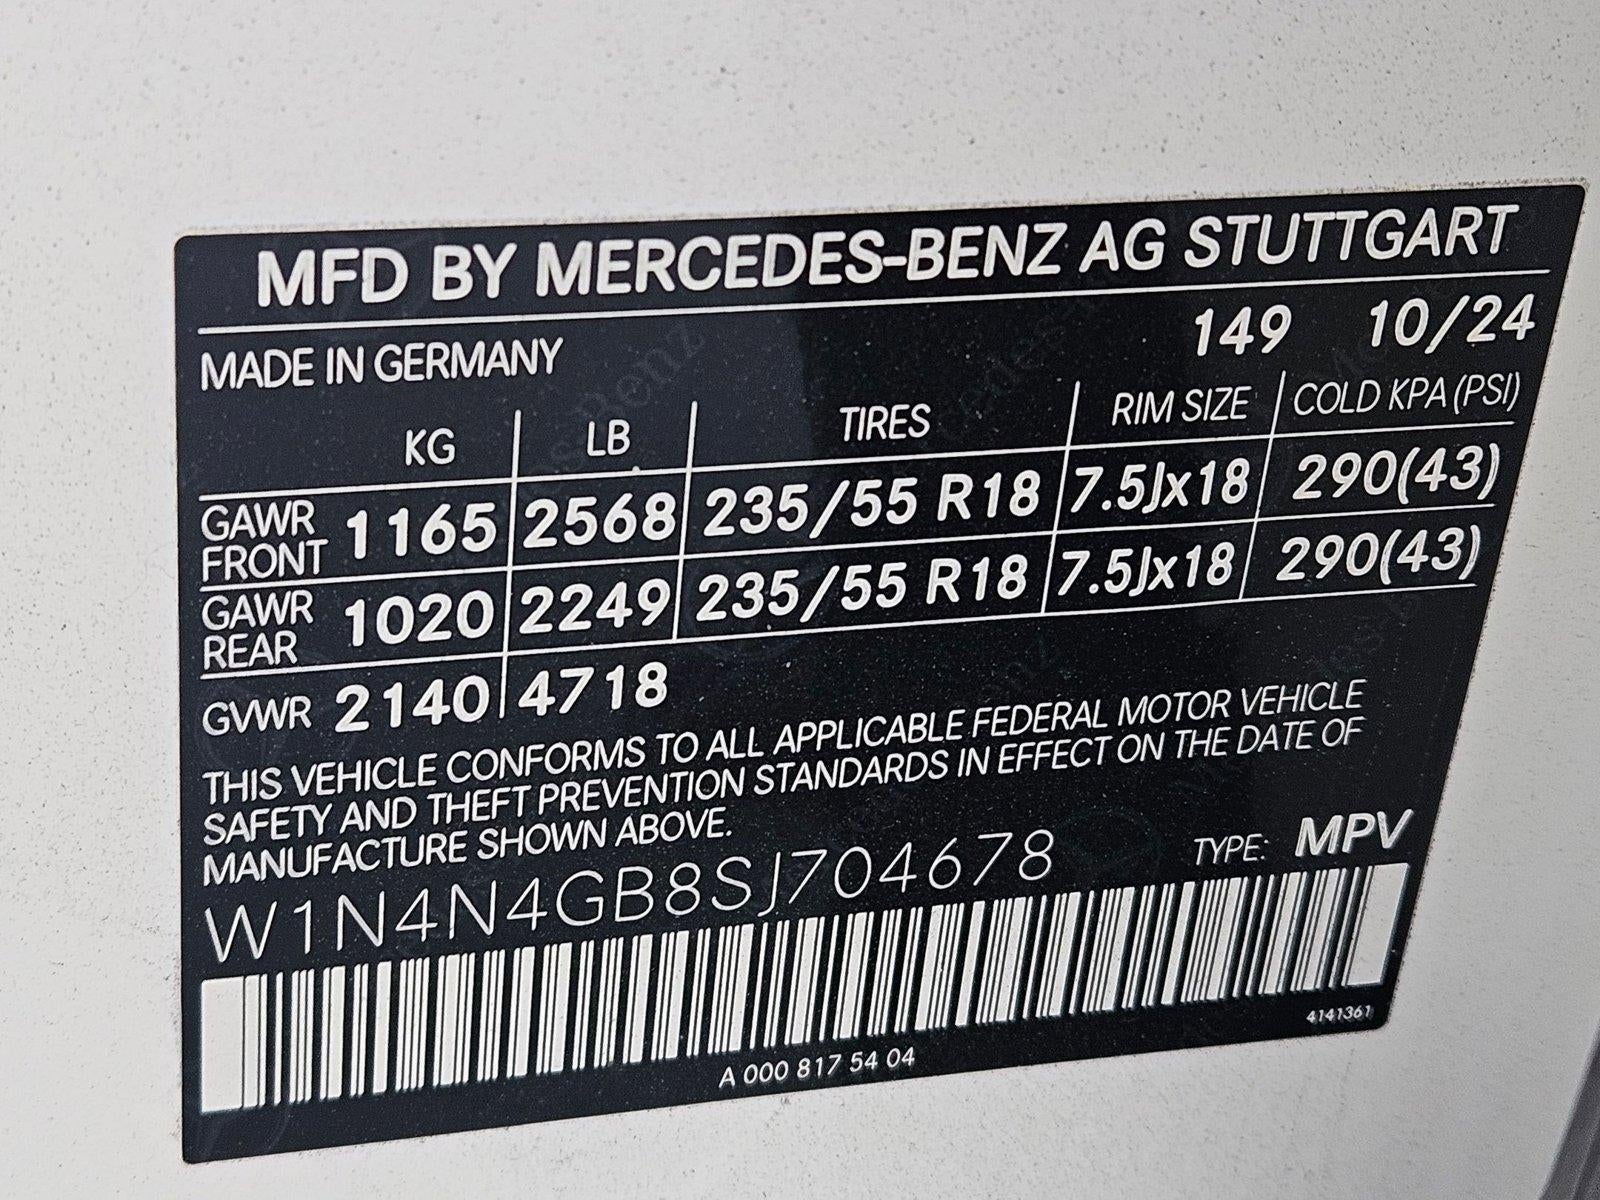 MFD BY MERCEDES-BENZ AG STUTTGART
MADE IN GERMANY 149 10/24
KG LB TIRES RIM SIZE COLD KPA (PSI)
GAWR FRONT 1165 2568 235/55 R18 7.5Jx18 290(43)
GAWR REAR 1020 2249 235/55 R18 7.5Jx18 290(43)
GVWR 2140 4718
THIS VEHICLE CONFORMS TO ALL APPLICABLE FEDERAL MOTOR VEHICLE
SAFETY AND THEFT PREVENTION STANDARDS IN EFFECT ON THE DATE OF
MANUFACTURE SHOWN ABOVE.
W1N4N4GB8SJ704678 TYPE: MPV
4141361
A 000 817 54 04